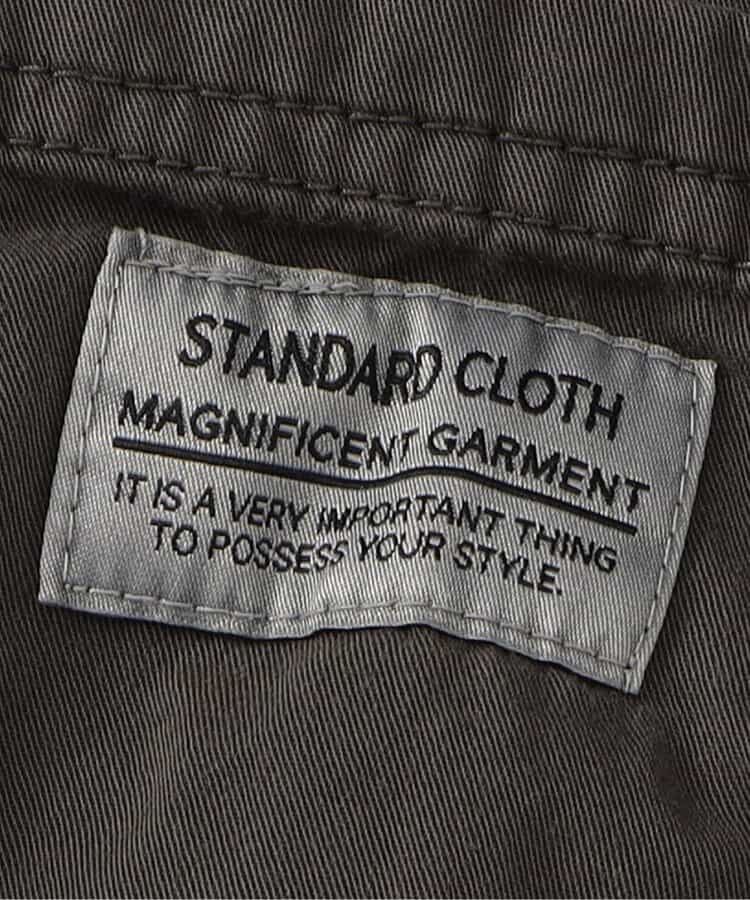 STANDARD CLOTH
MAGNIFICENT GARMENT
IT IS A VERY IMPORTANT THING
TO POSSESS YOUR STYLE.